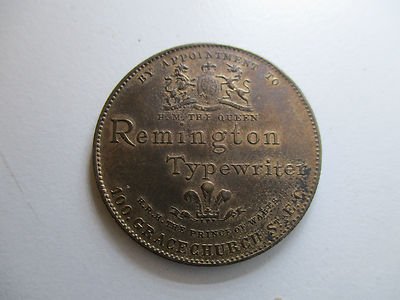 BY APPOINTMENT TO
H.M. THE QUEEN
Remington
Typewriter
H.R.H. THE PRINCE OF WALES
100, GRACECHURCH ST. E.C.